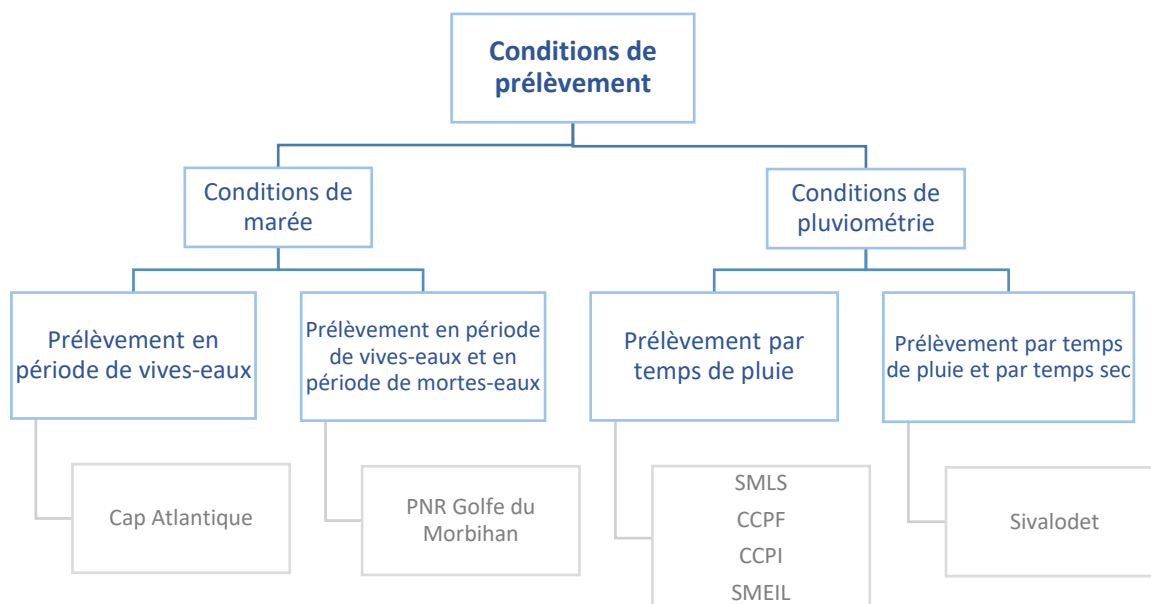 Conditions de
prélèvement
Conditions de
marée
Conditions de
pluviométrie
Prélèvement en
période de vives-eaux
Prélèvement en période
de vives-eaux et en
période de mortes-eaux
Prélèvement par
temps de pluie
Prélèvement par temps
de pluie et par temps sec
Cap Atlantique
PNR Golfe du
Morbihan
SMLS
CCPF
CCPI
SMEIL
Sivalodet